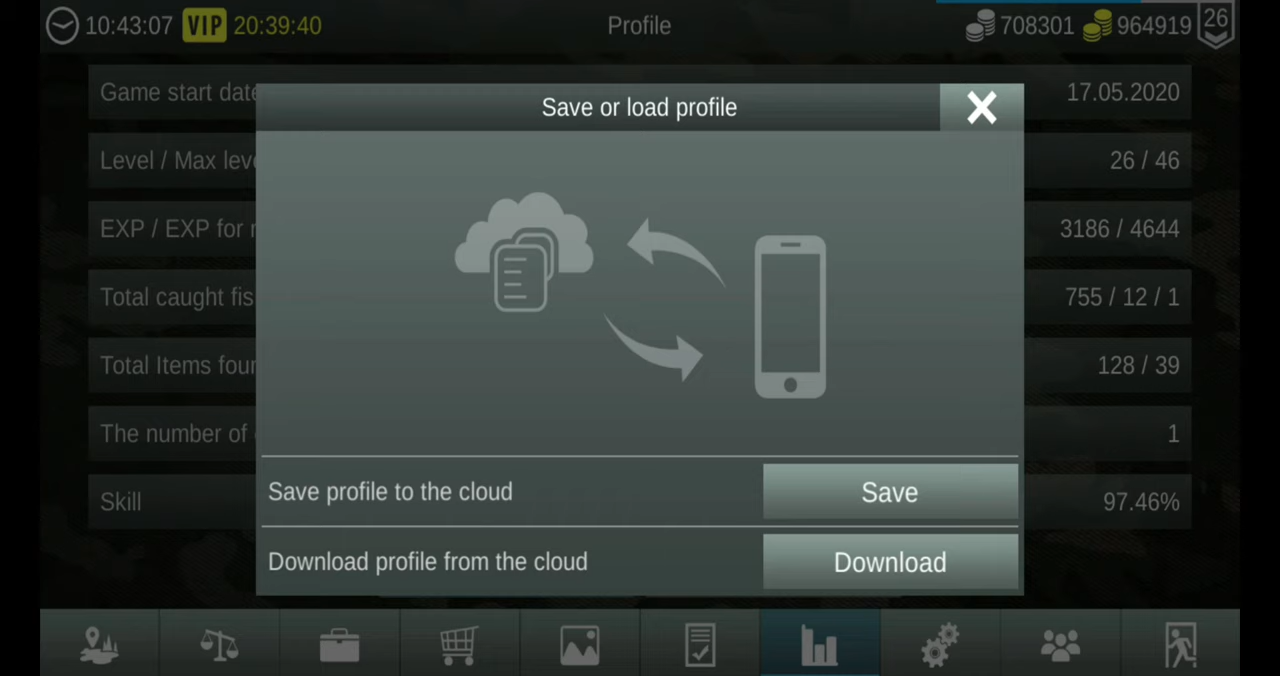 10:43:07 VIP 20:39:40 Profile 708301 964919 26
Save or load profile
Game start date 17.05.2020
Level / Max 26 / 46
EXP / EXP for 3186 / 4644
Total caught 755 / 12 / 1
Total Items 128 / 39
The number of 1
Skill 97.46%
Save profile to the cloud Save
Download profile from the cloud Download